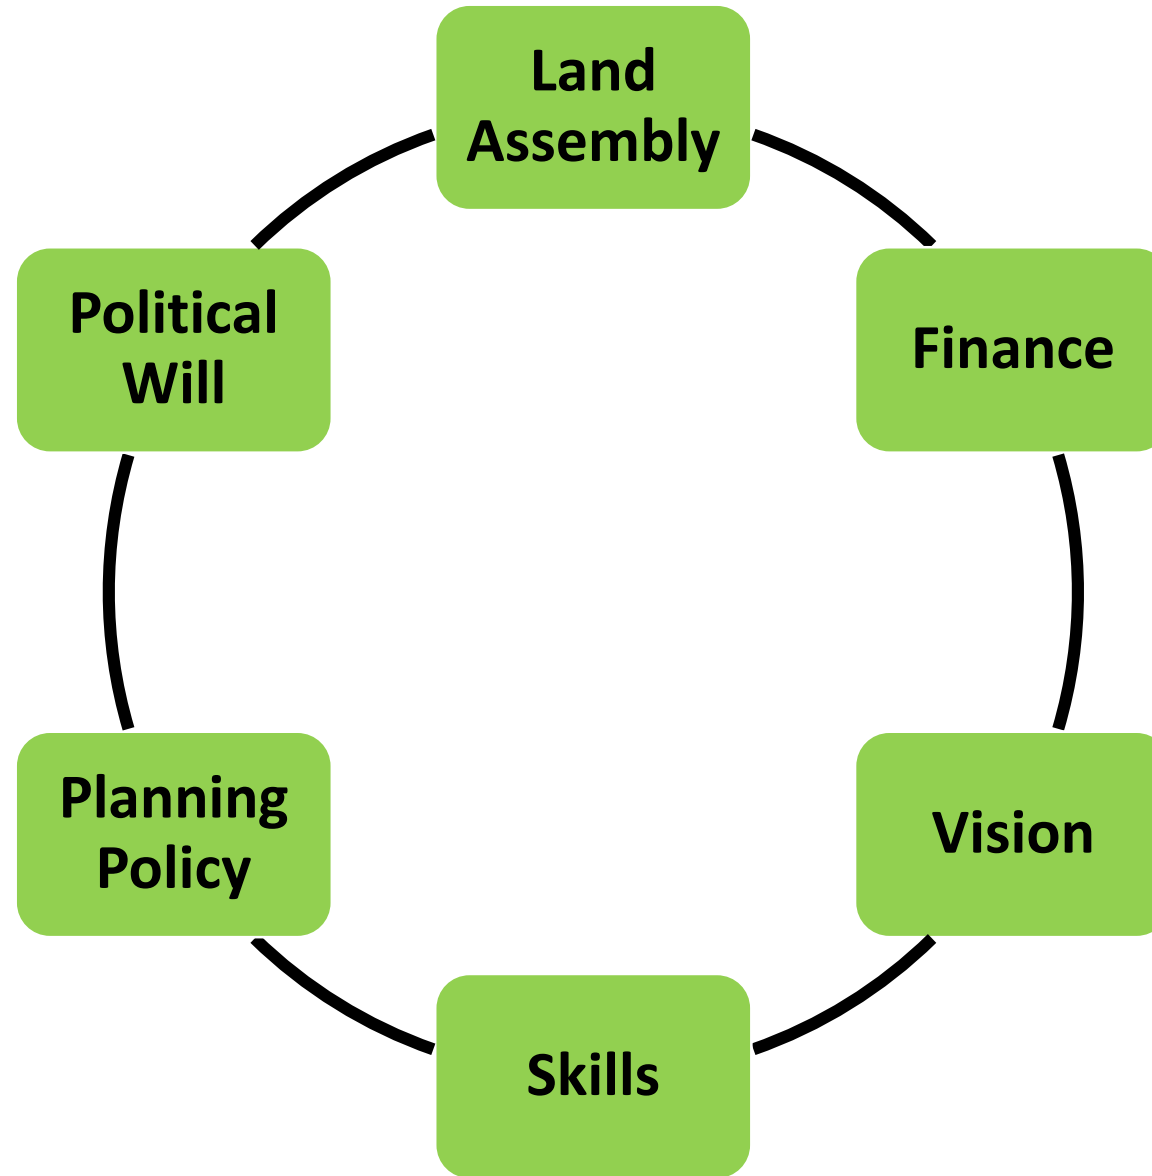 Land
Assembly
Finance
Vision
Skills
Planning
Policy
Political
Will